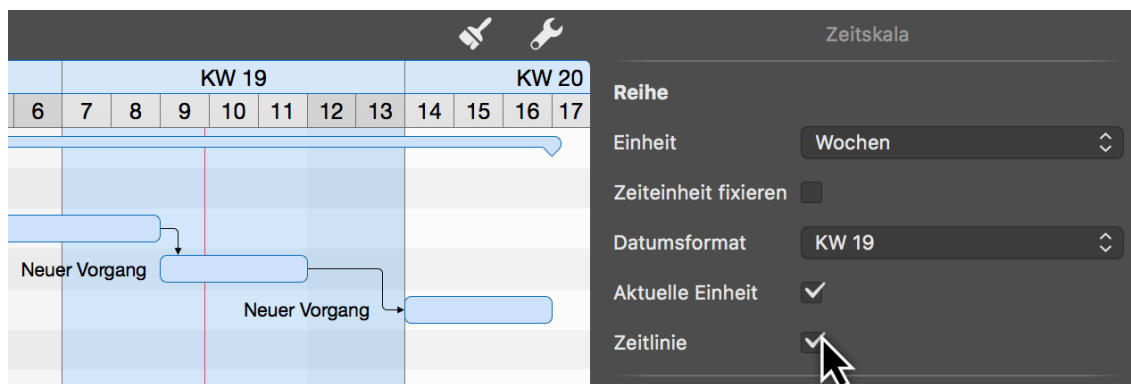 Zeitskala
KW 19 KW 20
6 7 8 9 10 11 12 13 14 15 16 17
Neuer Vorgang
Neuer Vorgang
Reihe
Einheit Wochen
Zeiteinheit fixieren
Datumsformat KW 19
Aktuelle Einheit
Zeitlinie